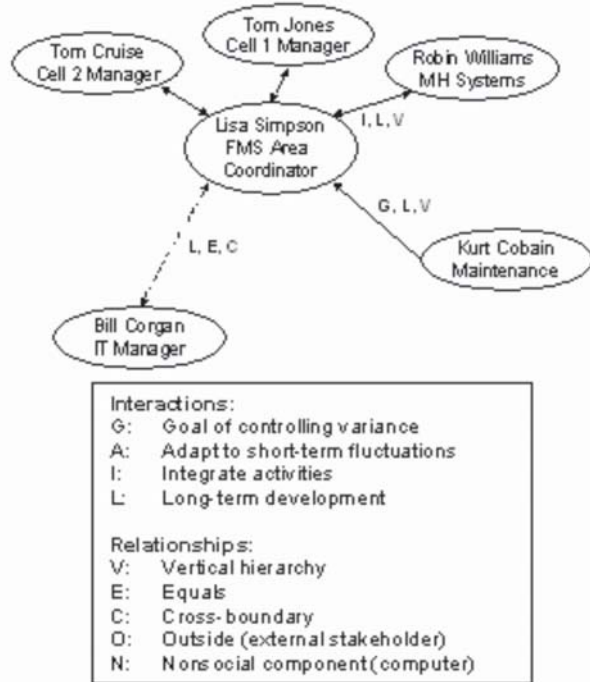 Tom Jones
Cell 1 Manager
Tom Cruise
Cell 2 Manager
Robin Williams
MH Systems
Lisa Simpson
FMS Area
Coordinator
I, L, V
G, L, V
L, E, C
Kurt Cobain
Maintenance
Bill Corgan
IT Manager
Interactions:
G: Goal of controlling variance
A: Adapt to short-term fluctuations
I: Integrate activities
L: Long-term development
Relationships:
V: Vertical hierarchy
E: Equals
C: Cross-boundary
O: Outside (external stakeholder)
N: Nonsocial component (computer)